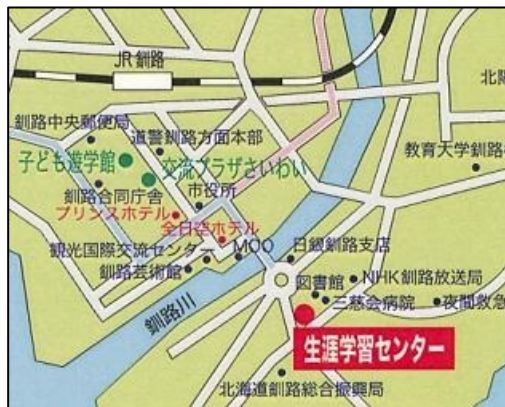 JR 釧路
北陽
釧路中央郵便局
道警釧路方面本部
子ども遊学館
交流プラザさいわい
教育大学釧路校
釧路合同庁舎
市役所
プリンスホテル
全日空ホテル
観光国際交流センター
MOO
日銀釧路支店
釧路芸術館
図書館
NHK釧路放送局
三慈会病院
夜間救急
釧路川
生涯学習センター
北海道釧路総合振興局